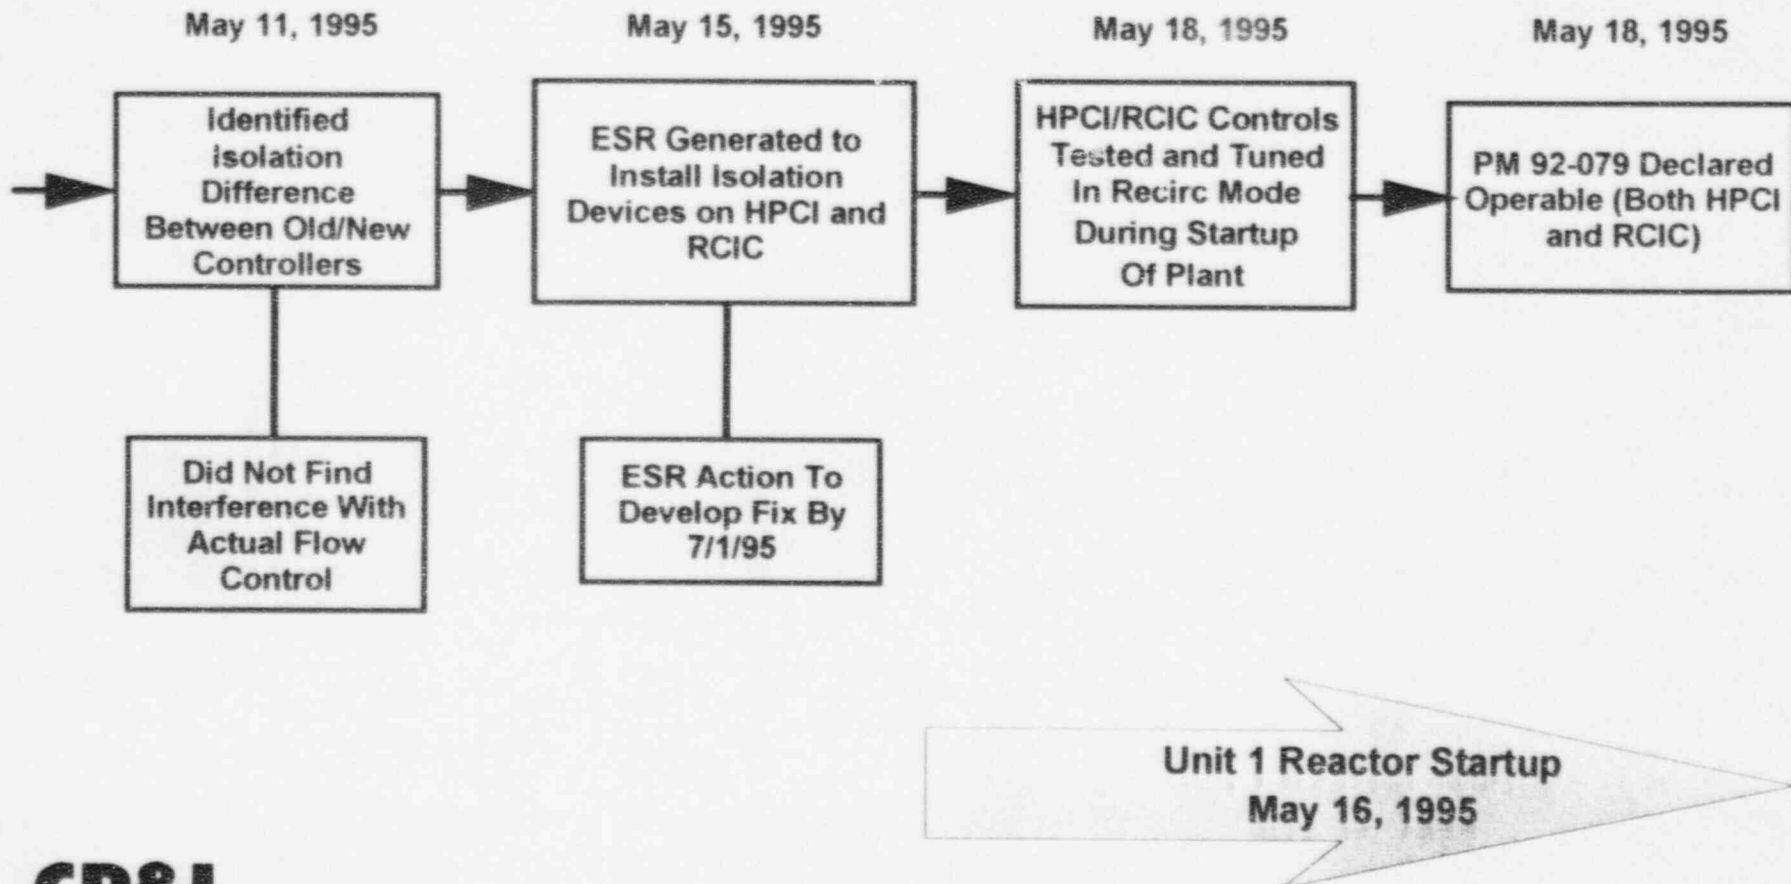 May 11, 1995
May 15, 1995
May 18, 1995
May 18, 1995
Identified
Isolation
Difference
Between Old/New
Controllers
ESR Generated to
Install Isolation
Devices on HPCI and
RCIC
HPCI/RCIC Controls
Tested and Tuned
In Recirc Mode
During Startup
Of Plant
PM 92-079 Declared
Operable (Both HPCI
and RCIC)
Did Not Find
Interference With
Actual Flow
Control
ESR Action To
Develop Fix By
7/1/95
Unit 1 Reactor Startup
May 16, 1995
CP&L